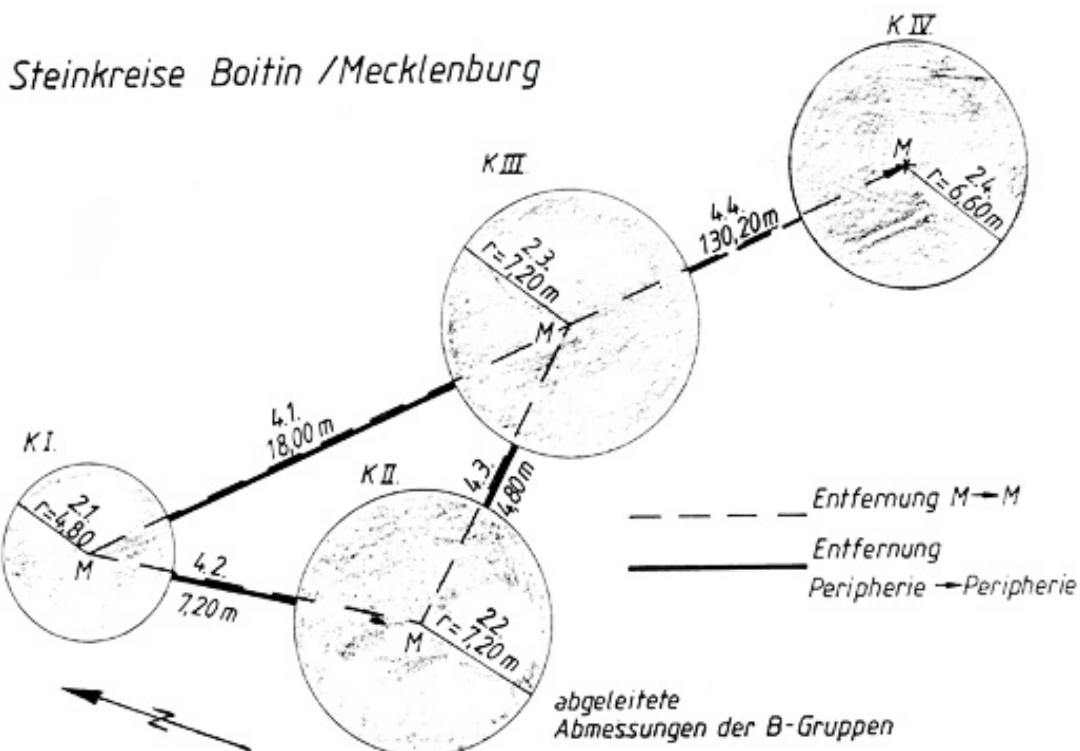 Steinkreise Boitin /Mecklenburg
K IV.
M
2.4.
r=6,60m
K III
4.4.
130,20m
2.3.
r=7,20m
M
4.1.
18,00m
K I.
2.1.
r=4,80
M
K II.
4.3.
4,80m
4.2.
7,20m
2.2.
r=7,20m
M
Entfernung M→M
Entfernung
Peripherie→Peripherie
N
abgeleitete
Abmessungen der B-Gruppen